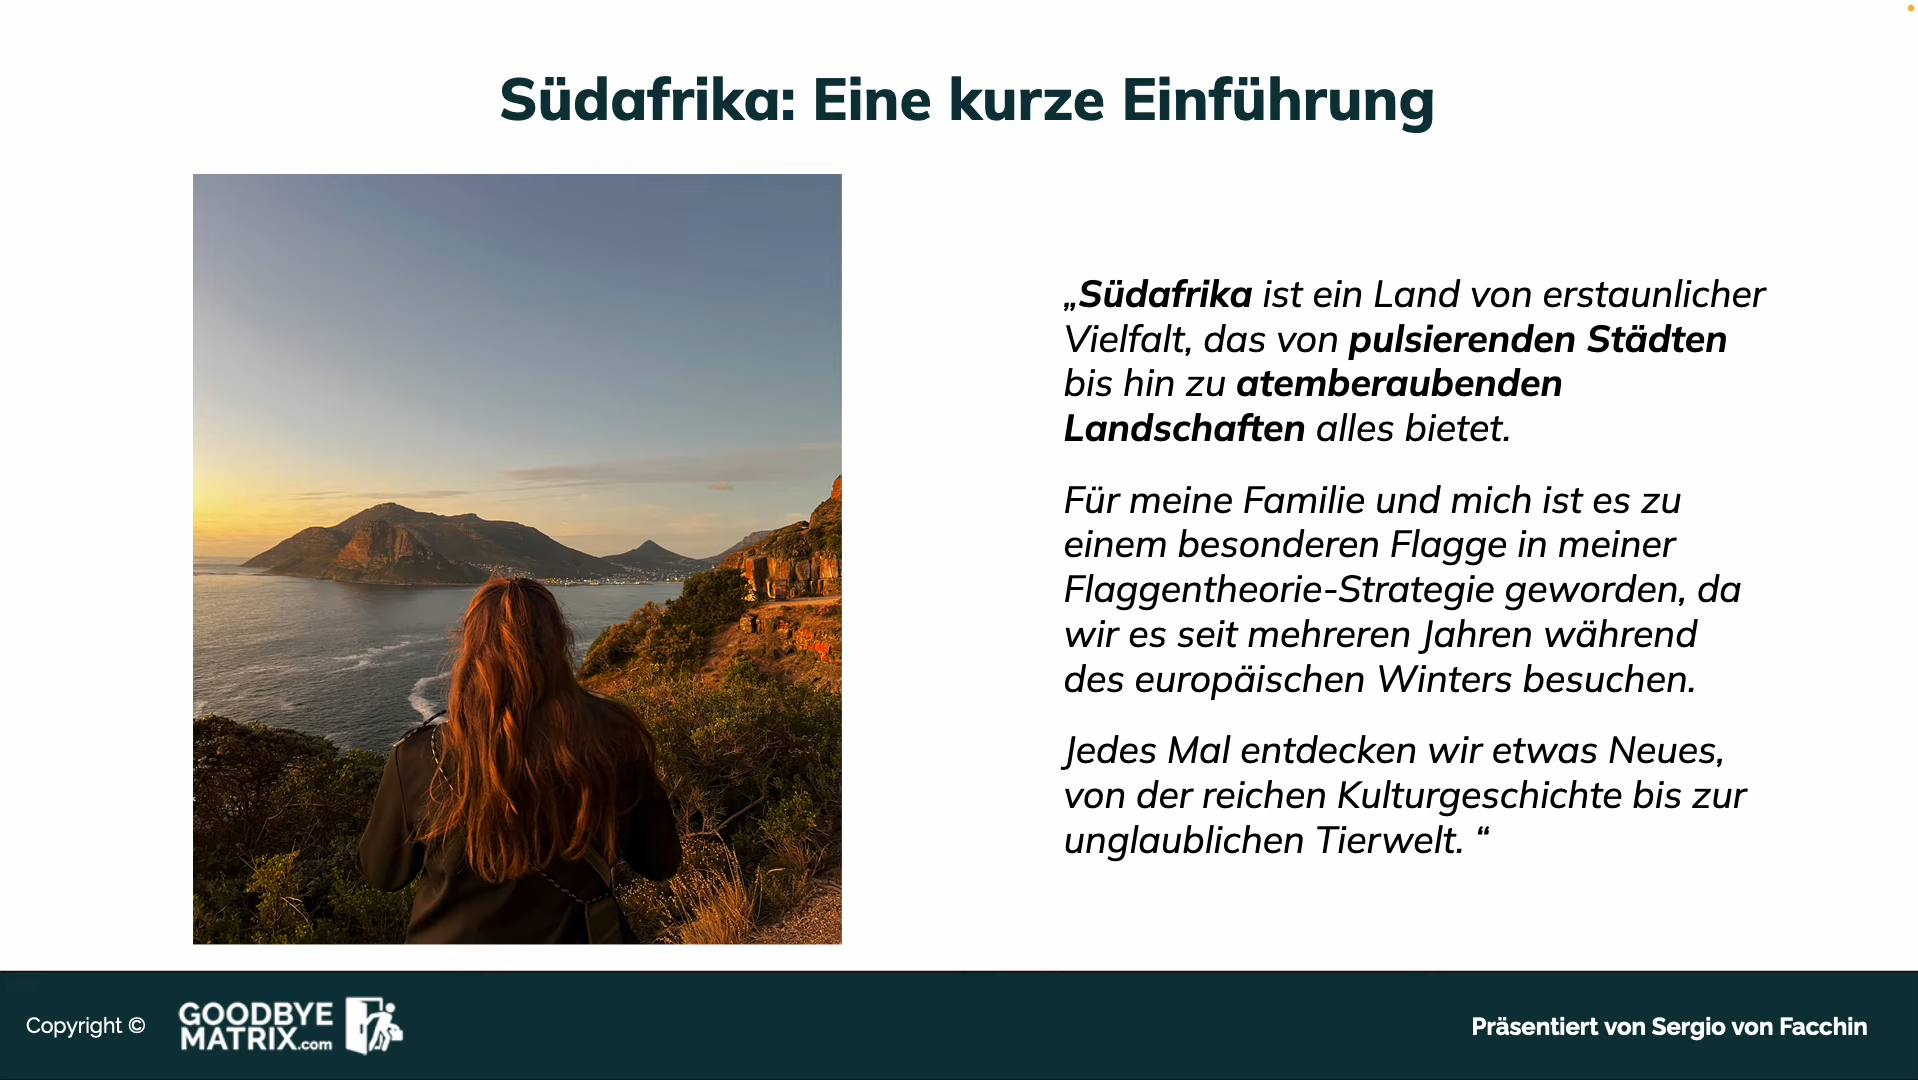 Südafrika: Eine kurze Einführung
„Südafrika ist ein Land von erstaunlicher
Vielfalt, das von pulsierenden Städten
bis hin zu atemberaubenden
Landschaften alles bietet.
Für meine Familie und mich ist es zu
einem besonderen Flagge in meiner
Flaggentheorie-Strategie geworden, da
wir es seit mehreren Jahren während
des europäischen Winters besuchen.
Jedes Mal entdecken wir etwas Neues,
von der reichen Kulturgeschichte bis zur
unglaublichen Tierwelt. “
Copyright ©
GOODBYE
MATRIX.com
Präsentiert von Sergio von Facchin